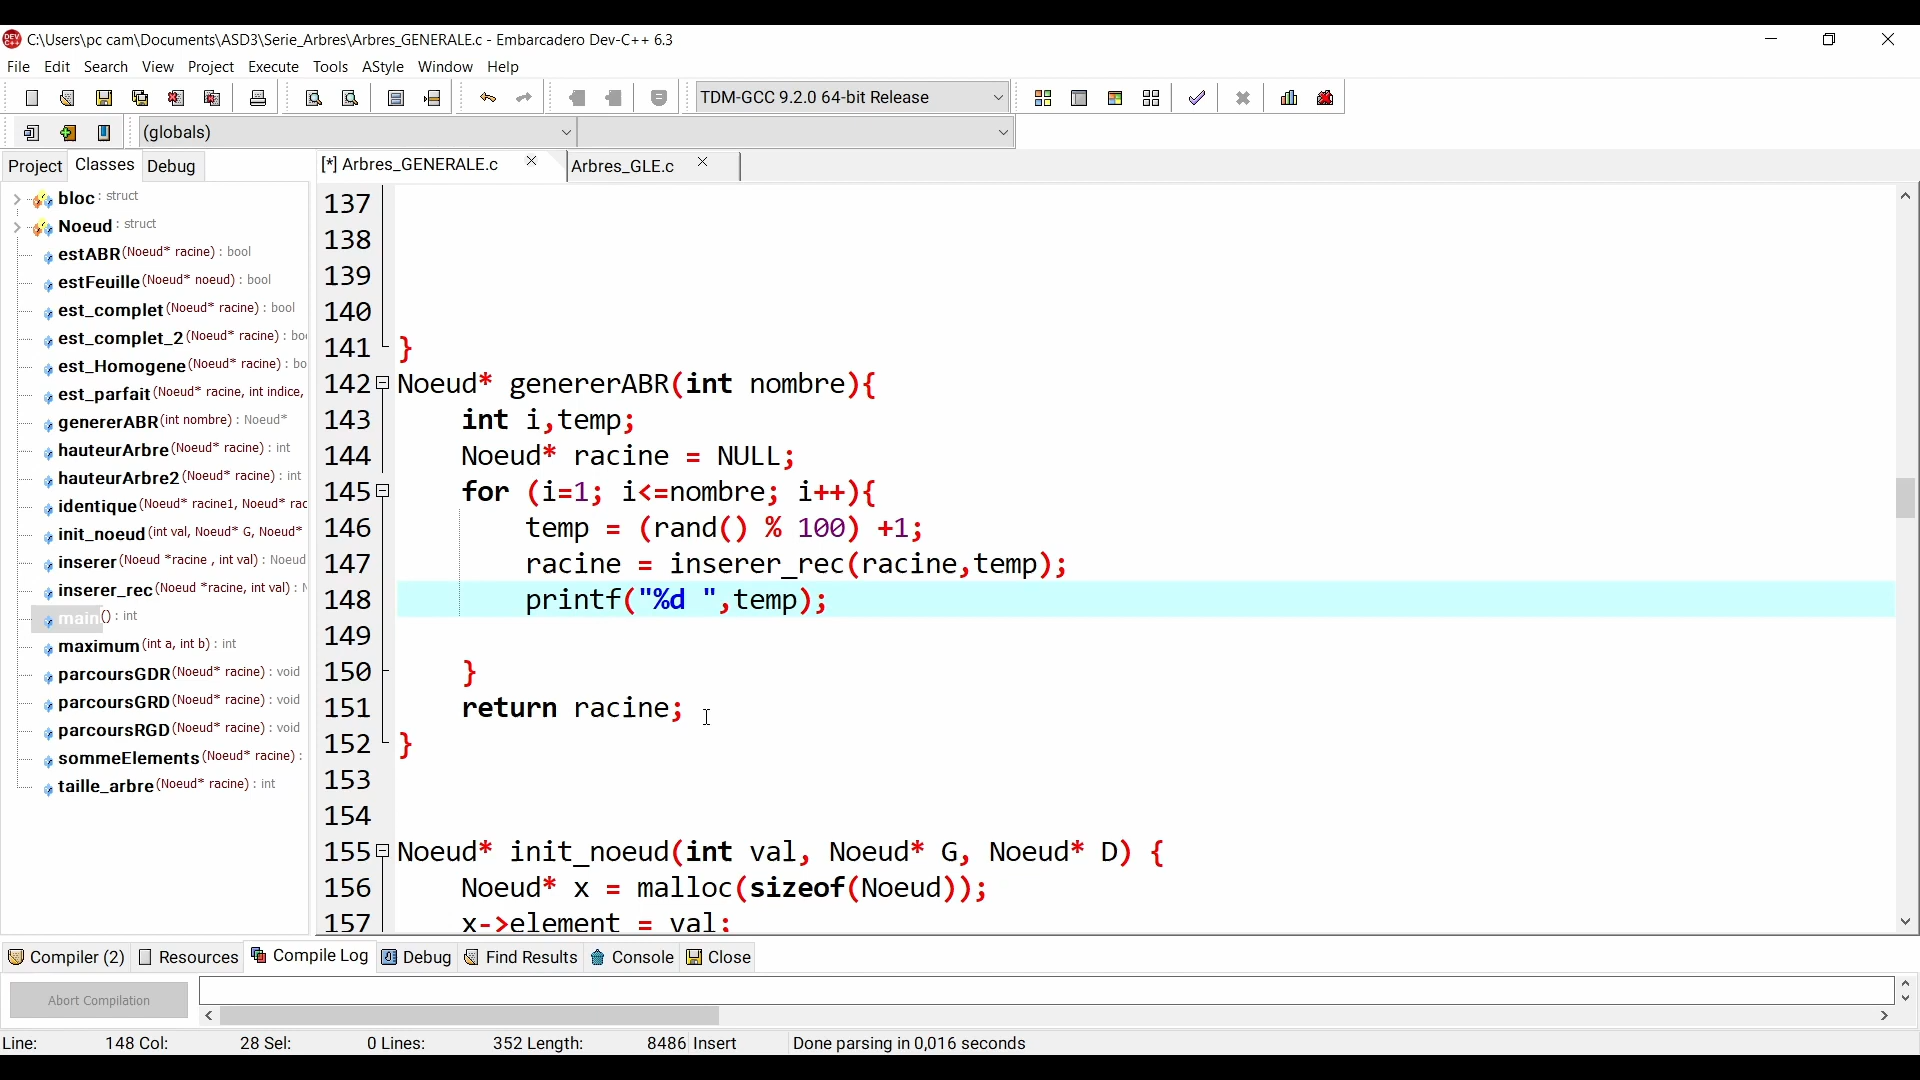 C:\Users\pc cam\Documents\ASD3\Serie_Arbres\Arbres_GENERALE.c - Embarcadero Dev-C++ 6.3
File Edit Search View Project Execute Tools AStyle Window Help
TDM-GCC 9.2.0 64-bit Release
(globals)
Project Classes Debug
[*] Arbres_GENERALE.c Arbres_GLE.c
bloc : struct
Noeud : struct
estABR (Noeud* racine) : bool
estFeuille (Noeud* noeud) : bool
est_complet (Noeud* racine) : bool
est_complet_2 (Noeud* racine) : bo
est_Homogene (Noeud* racine) : bo
est_parfait (Noeud* racine, int indice,
genererABR (int nombre) : Noeud*
hauteurArbre (Noeud* racine) : int
hauteurArbre2 (Noeud* racine) : int
identique (Noeud* racine1, Noeud* rac
init_noeud (int val, Noeud* G, Noeud*
inserer (Noeud *racine , int val) : Noeud
inserer_rec (Noeud *racine, int val) : N
main () : int
maximum (int a, int b) : int
parcoursGDR (Noeud* racine) : void
parcoursGRD (Noeud* racine) : void
parcoursRGD (Noeud* racine) : void
sommeElements (Noeud* racine) :
taille_arbre (Noeud* racine) : int
137
138
139
140
141 }
142 Noeud* genererABR(int nombre){
143 int i,temp;
144 Noeud* racine = NULL;
145 for (i=1; i<=nombre; i++){
146 temp = (rand() % 100) +1;
147 racine = inserer_rec(racine,temp);
148 printf("%d ",temp);
149
150 }
151 return racine;
152 }
153
154
155 Noeud* init_noeud(int val, Noeud* G, Noeud* D) {
156 Noeud* x = malloc(sizeof(Noeud));
157 x->element = val;
Compiler (2) Resources Compile Log Debug Find Results Console Close
Abort Compilation
Line: 148 Col: 28 Sel: 0 Lines: 352 Length: 8486 Insert Done parsing in 0,016 seconds